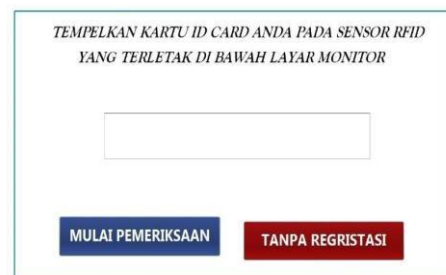 TEMPELKAN KARTU ID CARD ANDA PADA SENSOR RFID
YANG TERLETAK DI BAWAH LAYAR MONITOR
MULAI PEMERIKSAAN
TANPA REGRISTASI